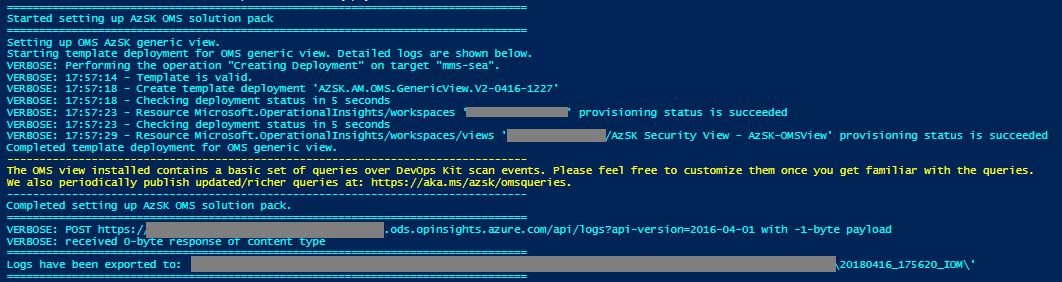 ================================================================================
Started setting up AzSK OMS solution pack
================================================================================
Setting up OMS AzSK generic view.
Starting template deployment for OMS generic view. Detailed logs are shown below.
VERBOSE: Performing the operation "Creating Deployment" on target "mms-sea".
VERBOSE: 17:57:14 - Template is valid.
VERBOSE: 17:57:18 - Create template deployment 'AZSK.AM.OMS.GenericView.V2-0416-1227'
VERBOSE: 17:57:18 - Checking deployment status in 5 seconds
VERBOSE: 17:57:23 - Resource Microsoft.OperationalInsights/workspaces ' ' provisioning status is succeeded
VERBOSE: 17:57:23 - Checking deployment status in 5 seconds
VERBOSE: 17:57:29 - Resource Microsoft.OperationalInsights/workspaces/views ' /AzSK Security View - AzSK-OMSView' provisioning status is succeeded
Completed template deployment for OMS generic view.
--------------------------------------------------------------------------------
The OMS view installed contains a basic set of queries over DevOps Kit scan events. Please feel free to customize them once you get familiar with the queries.
We also periodically publish updated/richer queries at: https://aka.ms/azsk/omsqueries.
--------------------------------------------------------------------------------
Completed setting up AzSK OMS solution pack.
================================================================================
VERBOSE: POST https:/ .ods.opinsights.azure.com/api/logs?api-version=2016-04-01 with -1-byte payload
VERBOSE: received 0-byte response of content type
================================================================================
Logs have been exported to: \20180416_175620_IOM\'
================================================================================